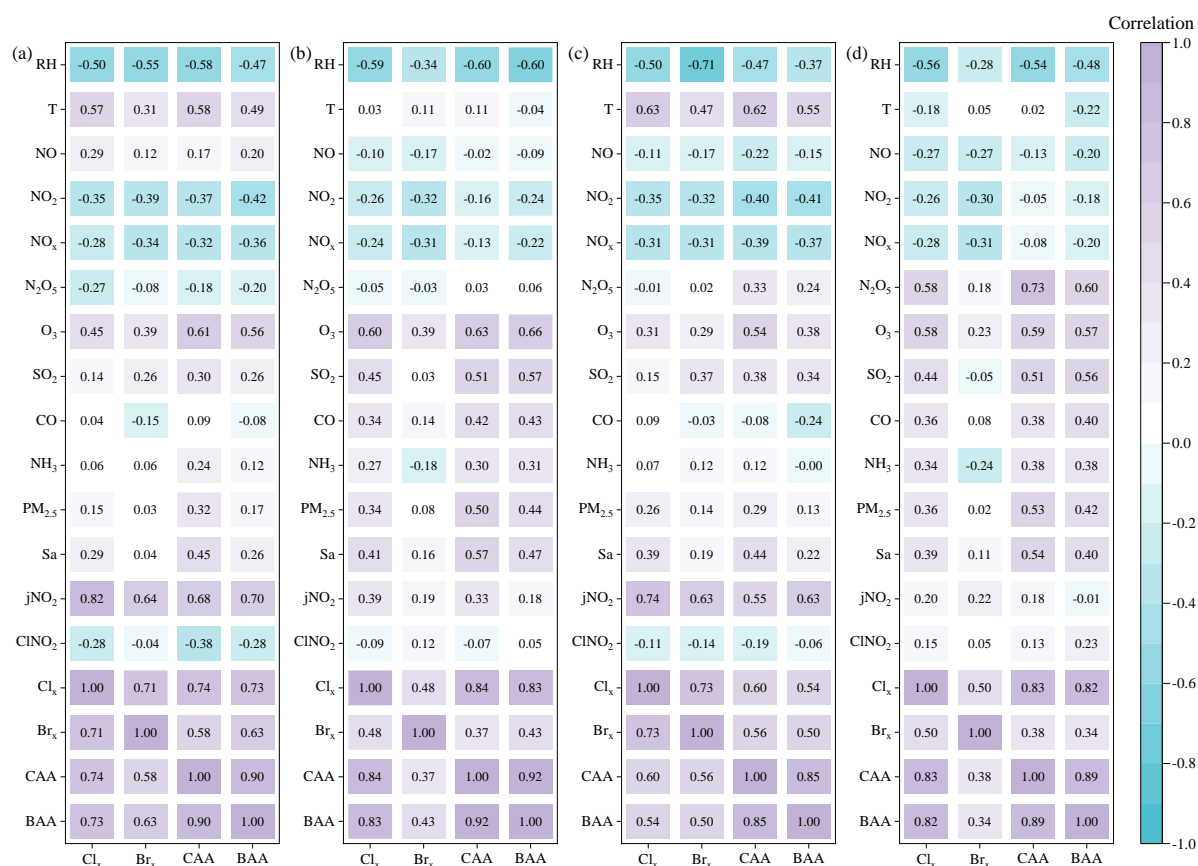 Correlation
(a) (b) (c) (d)
RH -0.50 -0.55 -0.58 -0.47 RH -0.59 -0.34 -0.60 -0.60 RH -0.50 -0.71 -0.47 -0.37 RH -0.56 -0.28 -0.54 -0.48 1.0
T 0.57 0.31 0.58 0.49 T 0.03 0.11 0.11 -0.04 T 0.63 0.47 0.62 0.55 T -0.18 0.05 0.02 -0.22 0.8
NO 0.29 0.12 0.17 0.20 NO -0.10 -0.17 -0.02 -0.09 NO -0.11 -0.17 -0.22 -0.15 NO -0.27 -0.27 -0.13 -0.20
NO₂ -0.35 -0.39 -0.37 -0.42 NO₂ -0.26 -0.32 -0.16 -0.24 NO₂ -0.35 -0.32 -0.40 -0.41 NO₂ -0.26 -0.30 -0.05 -0.18 0.6
NOₓ -0.28 -0.34 -0.32 -0.36 NOₓ -0.24 -0.31 -0.13 -0.22 NOₓ -0.31 -0.31 -0.39 -0.37 NOₓ -0.28 -0.31 -0.08 -0.20
N₂O₅ -0.27 -0.08 -0.18 -0.20 N₂O₅ -0.05 -0.03 0.03 0.06 N₂O₅ -0.01 0.02 0.33 0.24 N₂O₅ 0.58 0.18 0.73 0.60 0.4
O₃ 0.45 0.39 0.61 0.56 O₃ 0.60 0.39 0.63 0.66 O₃ 0.31 0.29 0.54 0.38 O₃ 0.58 0.23 0.59 0.57
SO₂ 0.14 0.26 0.30 0.26 SO₂ 0.45 0.03 0.51 0.57 SO₂ 0.15 0.37 0.38 0.34 SO₂ 0.44 -0.05 0.51 0.56 0.2
CO 0.04 -0.15 0.09 -0.08 CO 0.34 0.14 0.42 0.43 CO 0.09 -0.03 -0.08 -0.24 CO 0.36 0.08 0.38 0.40 0.0
NH₃ 0.06 0.06 0.24 0.12 NH₃ 0.27 -0.18 0.30 0.31 NH₃ 0.07 0.12 0.12 -0.00 NH₃ 0.34 -0.24 0.38 0.38
PM₂.₅ 0.15 0.03 0.32 0.17 PM₂.₅ 0.34 0.08 0.50 0.44 PM₂.₅ 0.26 0.14 0.29 0.13 PM₂.₅ 0.36 0.02 0.53 0.42 -0.2
Sa 0.29 0.04 0.45 0.26 Sa 0.41 0.16 0.57 0.47 Sa 0.39 0.19 0.44 0.22 Sa 0.39 0.11 0.54 0.40
jNO₂ 0.82 0.64 0.68 0.70 jNO₂ 0.39 0.19 0.33 0.18 jNO₂ 0.74 0.63 0.55 0.63 jNO₂ 0.20 0.22 0.18 -0.01 -0.4
ClNO₂ -0.28 -0.04 -0.38 -0.28 ClNO₂ -0.09 0.12 -0.07 0.05 ClNO₂ -0.11 -0.14 -0.19 -0.06 ClNO₂ 0.15 0.05 0.13 0.23
Clₓ 1.00 0.71 0.74 0.73 Clₓ 1.00 0.48 0.84 0.83 Clₓ 1.00 0.73 0.60 0.54 Clₓ 1.00 0.50 0.83 0.82 -0.6
Brₓ 0.71 1.00 0.58 0.63 Brₓ 0.48 1.00 0.37 0.43 Brₓ 0.73 1.00 0.56 0.50 Brₓ 0.50 1.00 0.38 0.34
CAA 0.74 0.58 1.00 0.90 CAA 0.84 0.37 1.00 0.92 CAA 0.60 0.56 1.00 0.85 CAA 0.83 0.38 1.00 0.89 -0.8
BAA 0.73 0.63 0.90 1.00 BAA 0.83 0.43 0.92 1.00 BAA 0.54 0.50 0.85 1.00 BAA 0.82 0.34 0.89 1.00 -1.0
Clₓ Brₓ CAA BAA Clₓ Brₓ CAA BAA Clₓ Brₓ CAA BAA Clₓ Brₓ CAA BAA